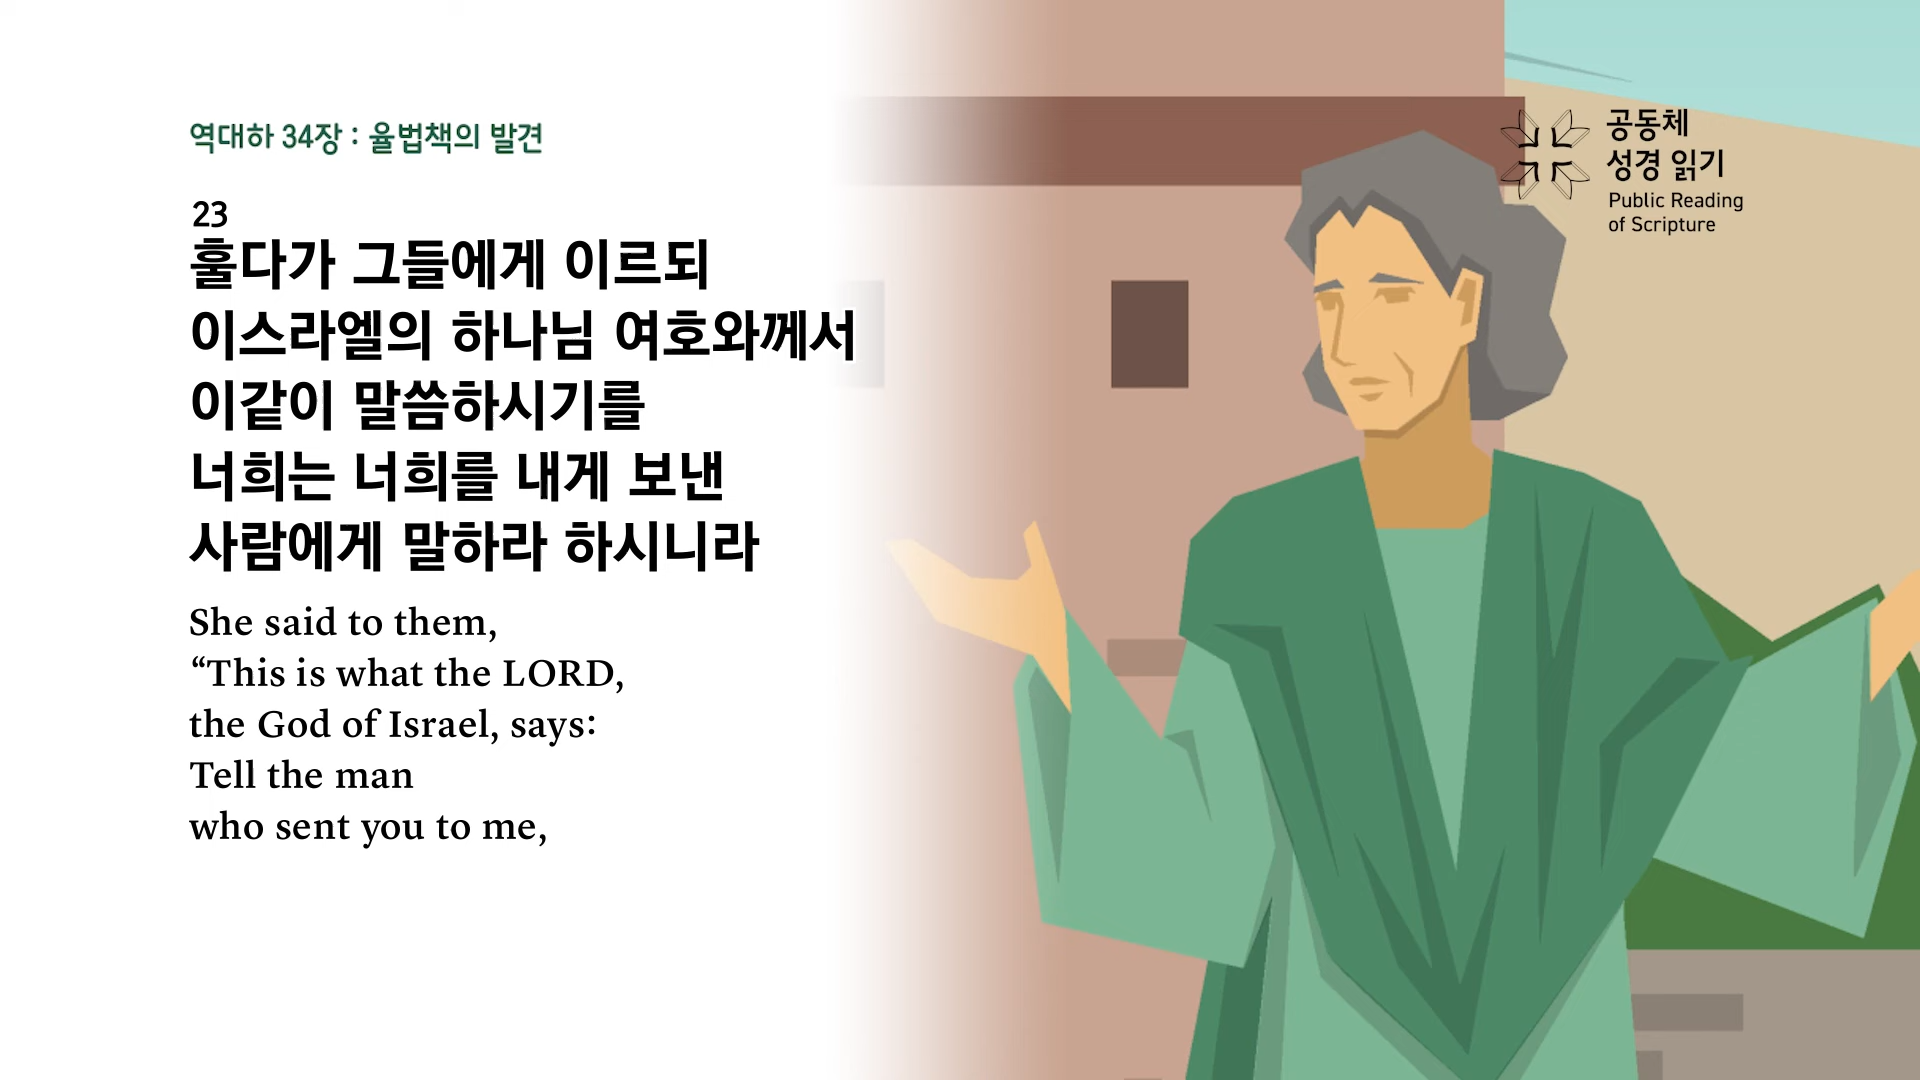 역대하 34장 : 율법책의 발견
23
훌다가 그들에게 이르되
이스라엘의 하나님 여호와께서
이같이 말씀하시기를
너희는 너희를 내게 보낸
사람에게 말하라 하시니라
She said to them,
“This is what the LORD,
the God of Israel, says:
Tell the man
who sent you to me,
공동체
성경 읽기
Public Reading
of Scripture